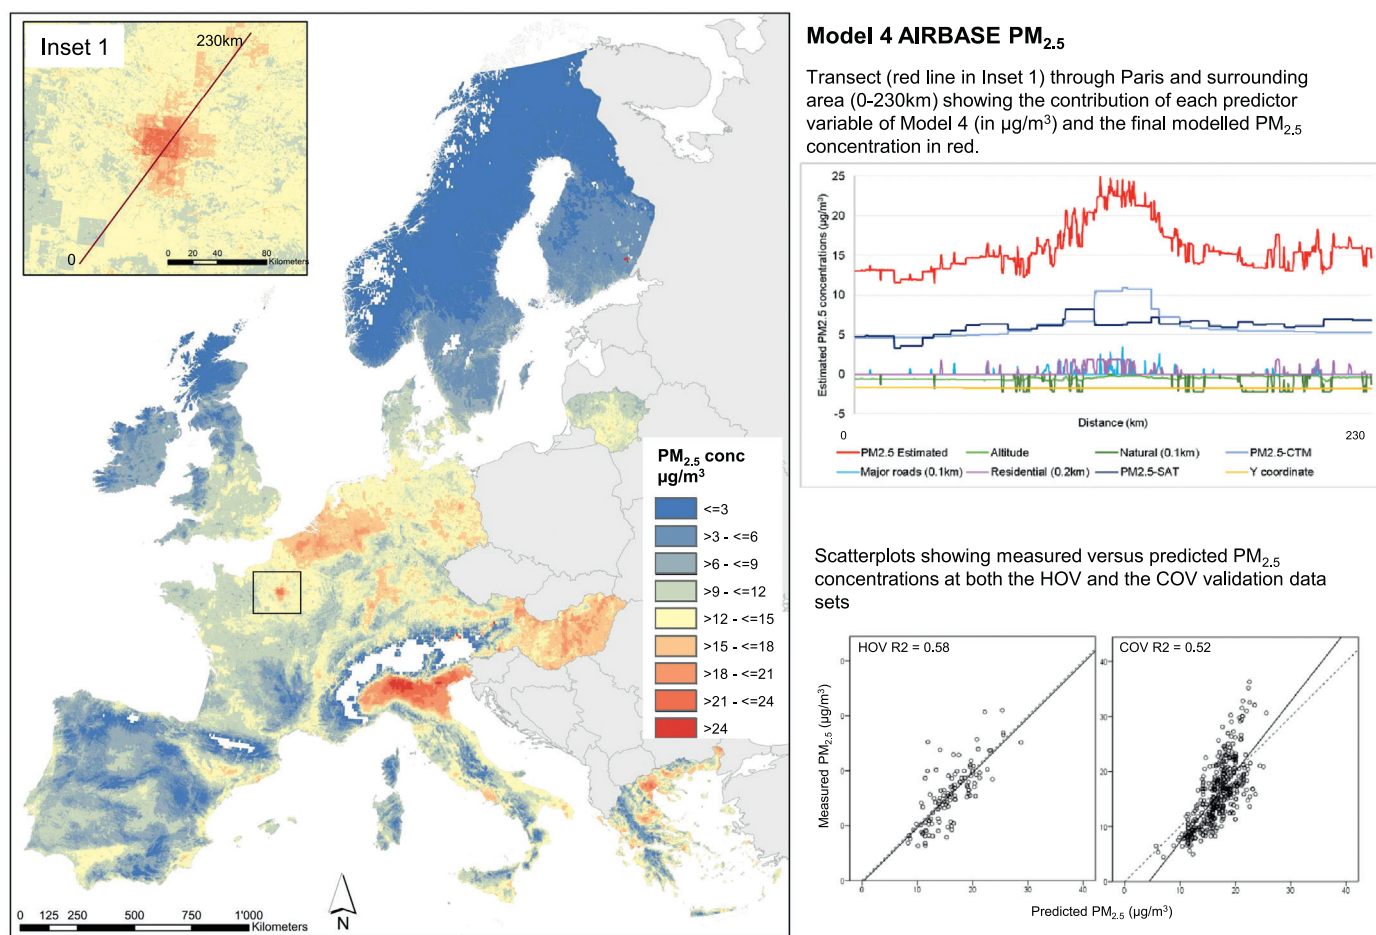 Inset 1
230km
0
0 20 40 60 80
Kilometers
PM2.5 conc
µg/m3
<=3
>3 - <=6
>6 - <=9
>9 - <=12
>12 - <=15
>15 - <=18
>18 - <=21
>21 - <=24
>24
0 125 250 500 750 1'000
Kilometers
N
Model 4 AIRBASE PM2.5
Transect (red line in Inset 1) through Paris and surrounding
area (0-230km) showing the contribution of each predictor
variable of Model 4 (in µg/m3) and the final modelled PM2.5
concentration in red.
Estimated PM2.5 concentrations (µg/m3)
25
20
15
10
5
0
-5
Distance (km)
0 230
PM2.5 Estimated Altitude Natural (0.1km) PM2.5-CTM
Major roads (0.1km) Residential (0.2km) PM2.5-SAT Y coordinate
Scatterplots showing measured versus predicted PM2.5
concentrations at both the HOV and the COV validation data
sets
HOV R2 = 0.58
COV R2 = 0.52
Measured PM2.5 (µg/m3)
0
0
0
0
0
40
30
20
10
0
0 10 20 30 40
0 10 20 30 40
Predicted PM2.5 (µg/m3)